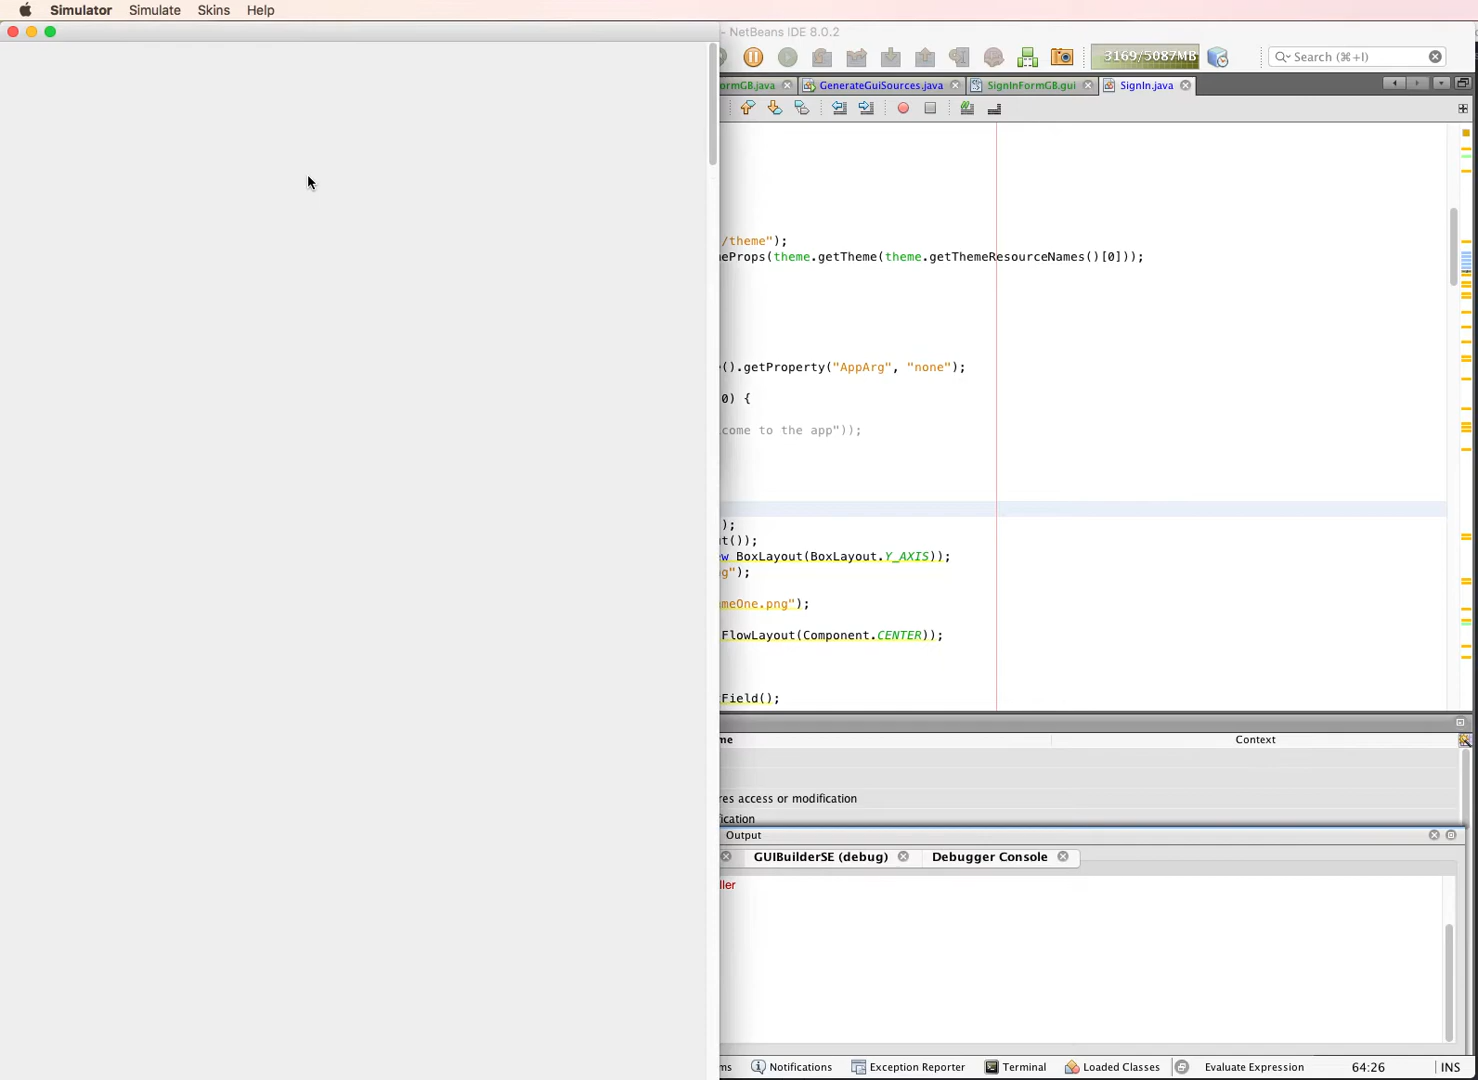 Simulator Simulate Skins Help
- NetBeans IDE 8.0.2
3169/5087MB Search (⌘+I)
ormGB.java GenerateGuiSources.java SignInFormGB.gui SignIn.java
/theme");
eProps(theme.getTheme(theme.getThemeResourceNames()[0]));
().getProperty("AppArg", "none");
0) {
come to the app"));
);
t());
w BoxLayout(BoxLayout.Y_AXIS));
g");
meOne.png");
FlowLayout(Component.CENTER));
Field();
me Context
res access or modification
ication
Output
GUIBuilderSE (debug) Debugger Console
ller
ms Notifications Exception Reporter Terminal Loaded Classes Evaluate Expression 64:26 INS